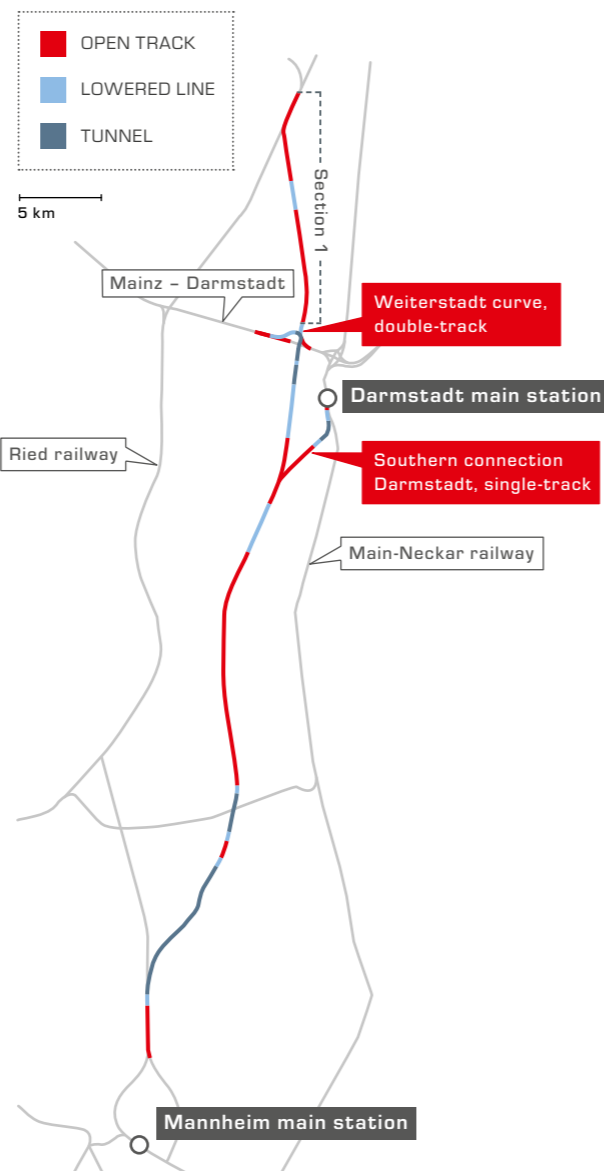 OPEN TRACK
LOWERED LINE
TUNNEL
5 km
Section 1
Mainz – Darmstadt
Weiterstadt curve,
double-track
Darmstadt main station
Ried railway
Southern connection
Darmstadt, single-track
Main-Neckar railway
Mannheim main station